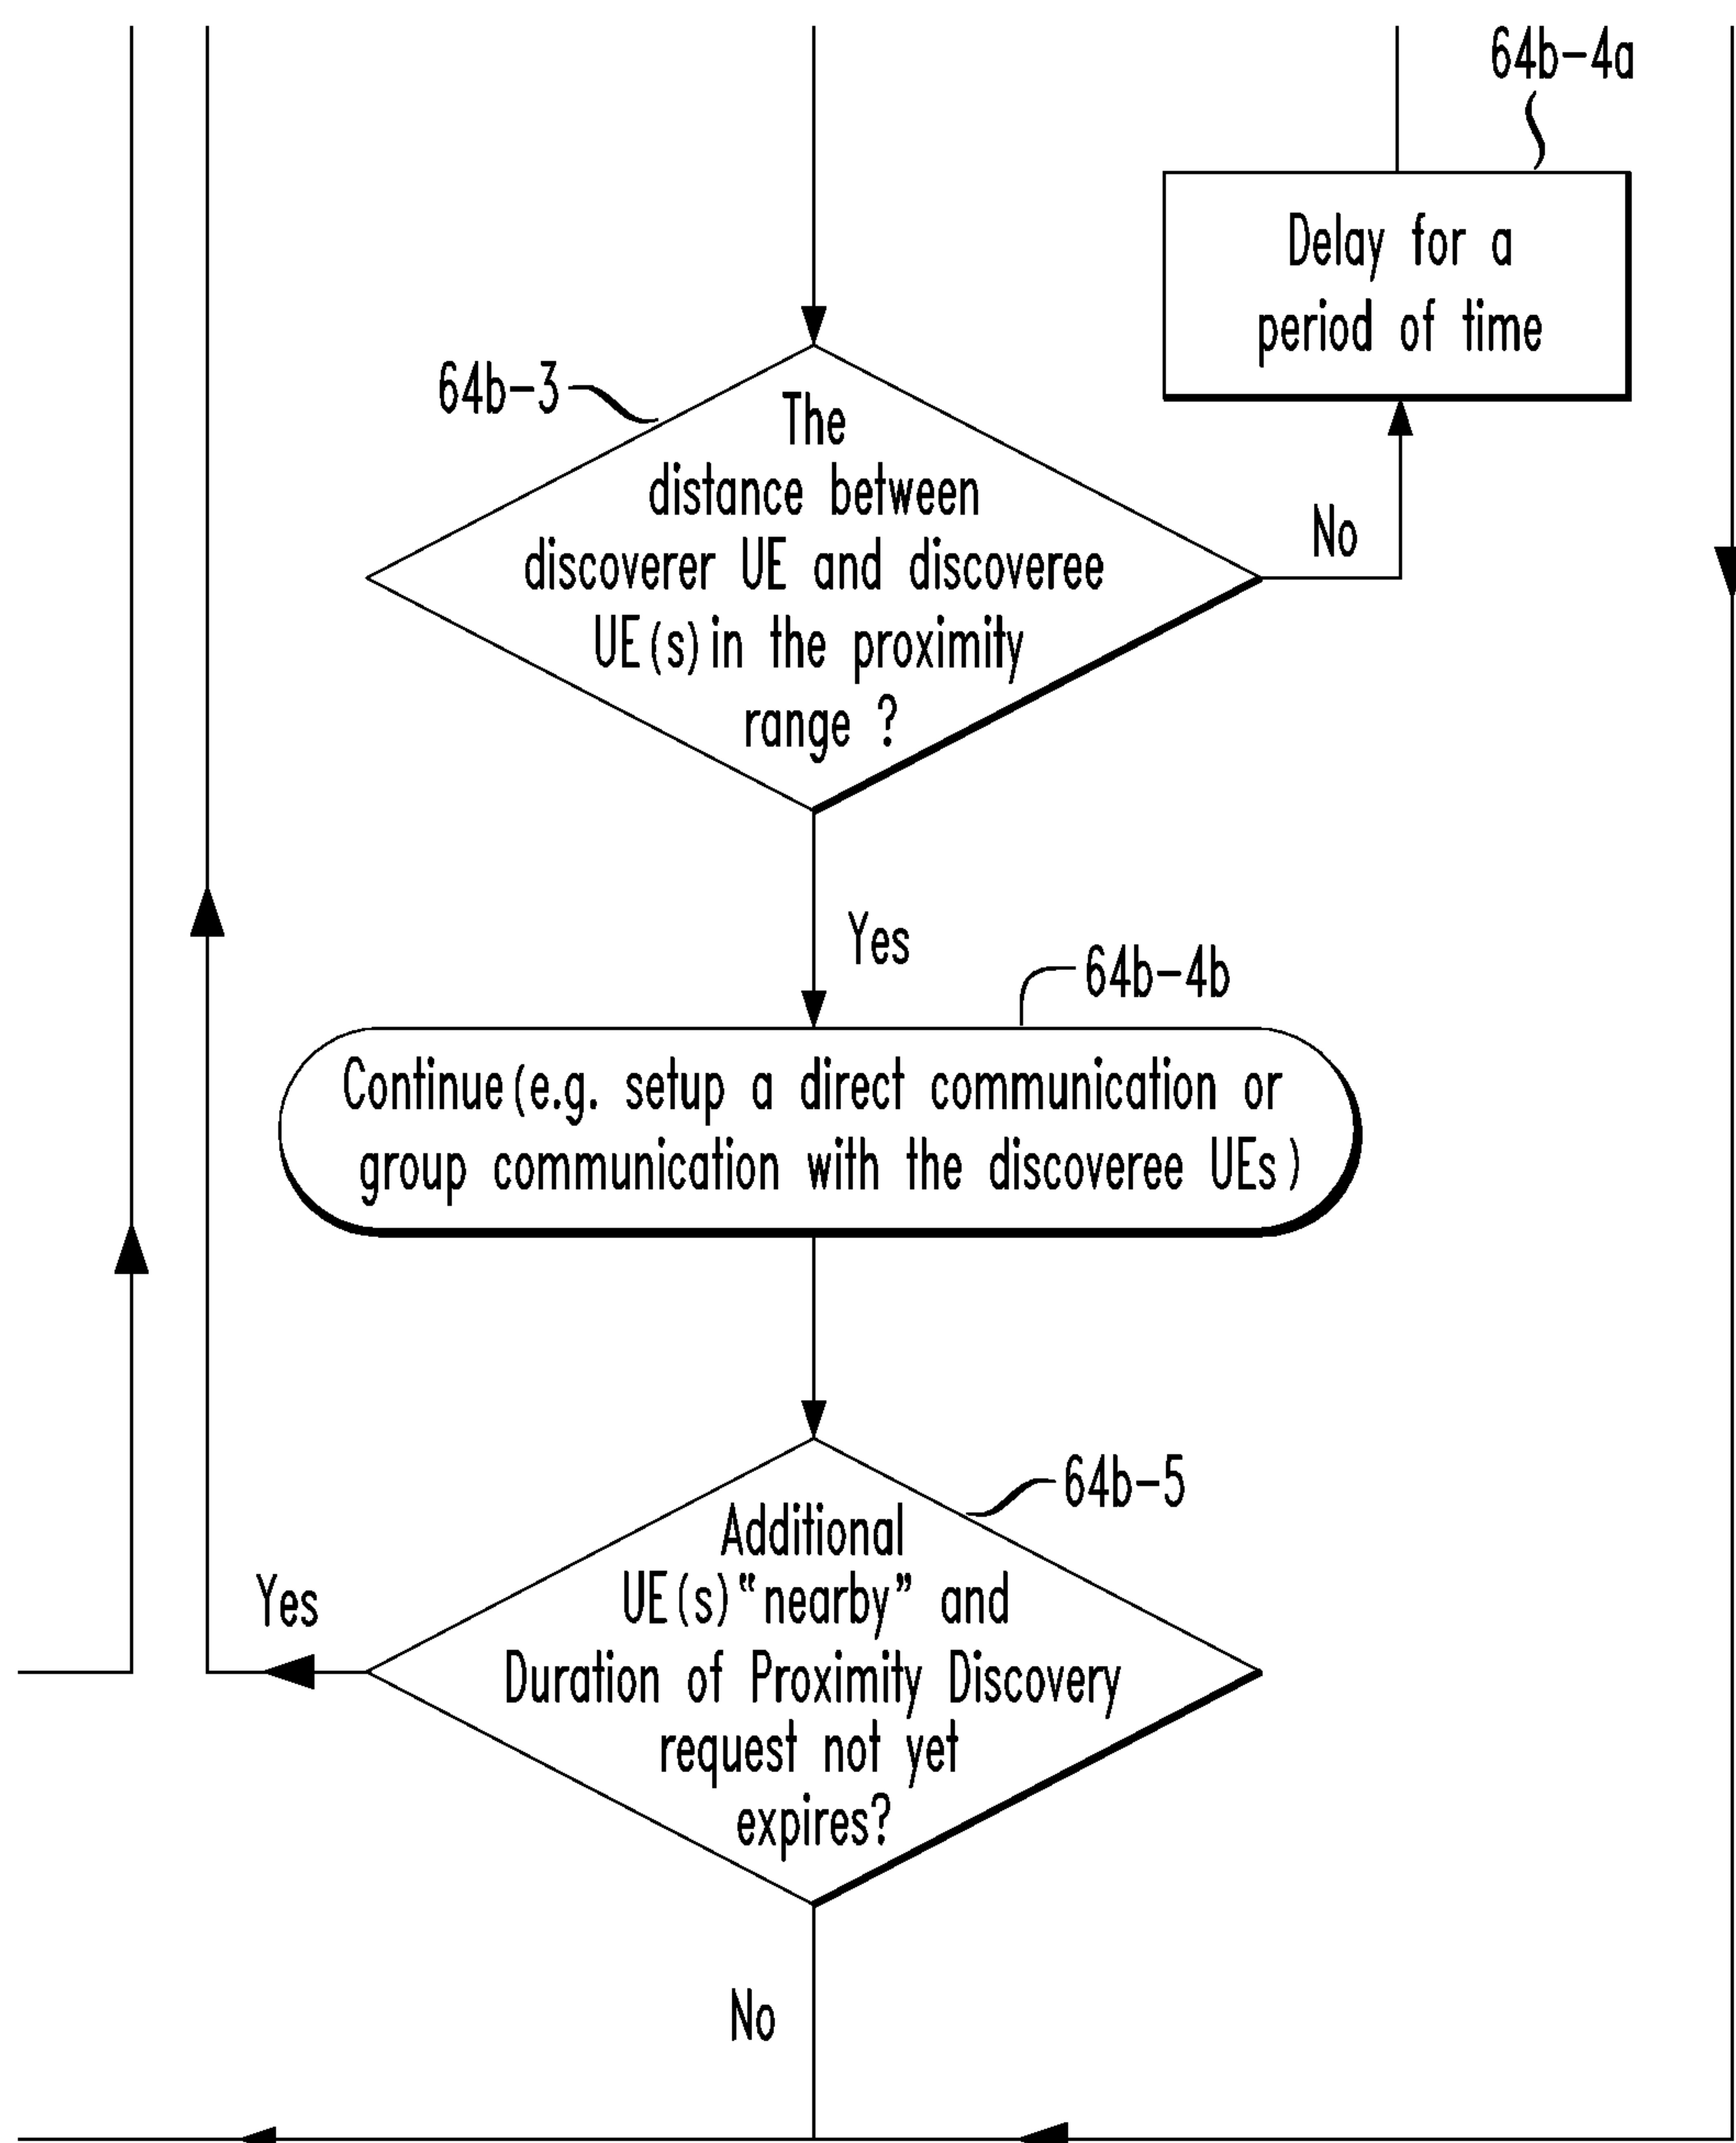 64b-4a
Delay for a
period of time
64b-3
The
distance between
discoverer UE and discoveree
UE(s) in the proximity
range ?
No
Yes
64b-4b
Continue (e.g. setup a direct communication or
group communication with the discoveree UEs)
64b-5
Additional
UE(s) “nearby” and
Duration of Proximity Discovery
request not yet
expires?
Yes
No